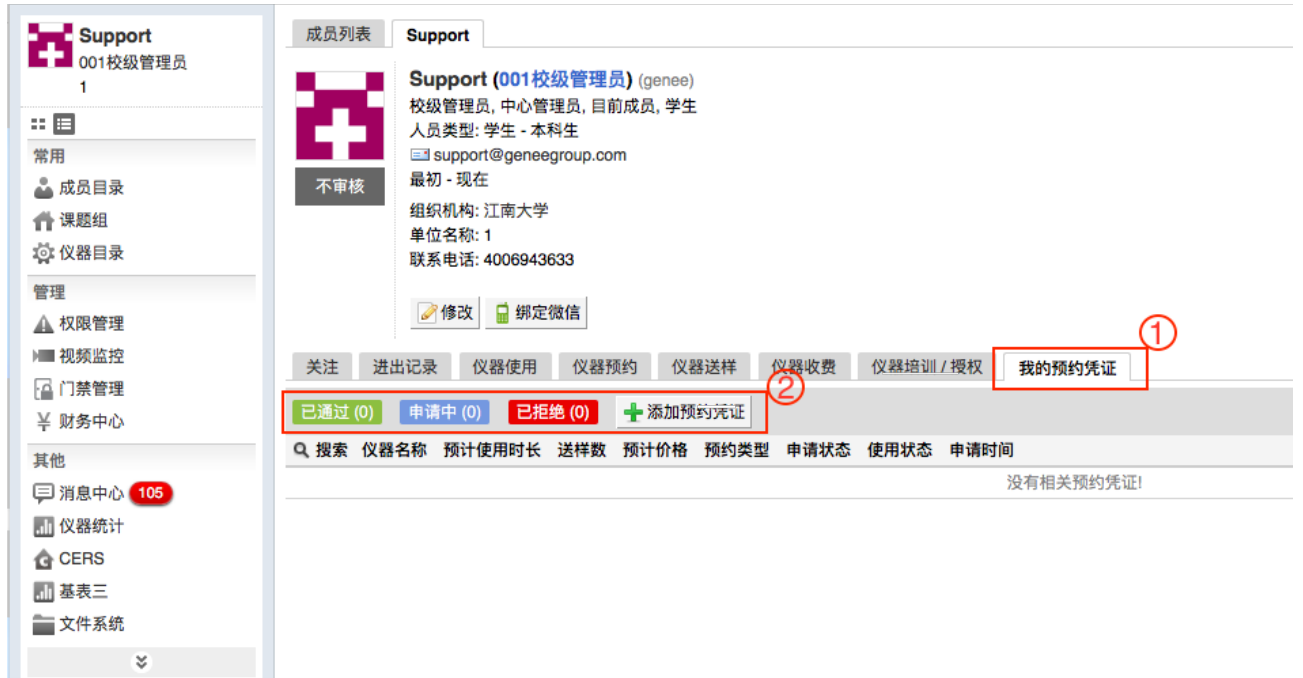 Support
001校级管理员
1
常用
成员目录
课题组
仪器目录
管理
权限管理
视频监控
门禁管理
财务中心
其他
消息中心 105
仪器统计
CERS
基表三
文件系统
成员列表 Support
Support (001校级管理员) (genee)
校级管理员, 中心管理员, 目前成员, 学生
人员类型: 学生 - 本科生
support@geneegroup.com
不审核
最初 - 现在
组织机构: 江南大学
单位名称: 1
联系电话: 4006943633
修改 绑定微信
①
关注 进出记录 仪器使用 仪器预约 仪器送样 仪器收费 仪器培训 / 授权 我的预约凭证
②
已通过 (0) 申请中 (0) 已拒绝 (0) 添加预约凭证
搜索 仪器名称 预计使用时长 送样数 预计价格 预约类型 申请状态 使用状态 申请时间
没有相关预约凭证!